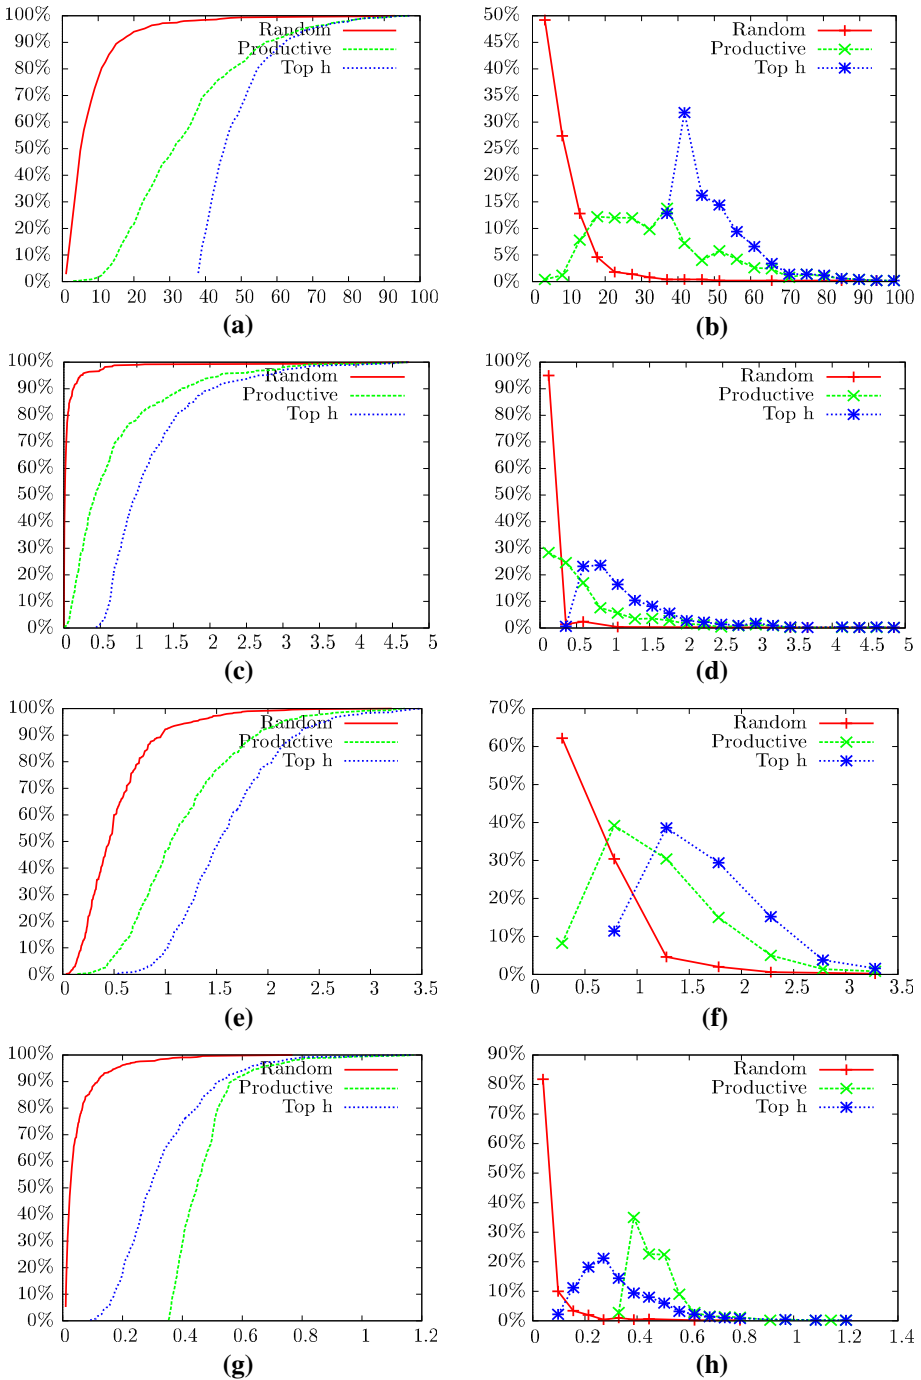 100%
90%
80%
70%
60%
50%
40%
30%
20%
10%
0%
Random
Productive
Top h
0 10 20 30 40 50 60 70 80 90 100
(a)
50%
45%
40%
35%
30%
25%
20%
15%
10%
5%
0%
Random
Productive
Top h
0 10 20 30 40 50 60 70 80 90 100
(b)
100%
90%
80%
70%
60%
50%
40%
30%
20%
10%
0%
Random
Productive
Top h
0 0.5 1 1.5 2 2.5 3 3.5 4 4.5 5
(c)
100%
90%
80%
70%
60%
50%
40%
30%
20%
10%
0%
Random
Productive
Top h
0 0.5 1 1.5 2 2.5 3 3.5 4 4.5 5
(d)
100%
90%
80%
70%
60%
50%
40%
30%
20%
10%
0%
Random
Productive
Top h
0 0.5 1 1.5 2 2.5 3 3.5
(e)
70%
60%
50%
40%
30%
20%
10%
0%
Random
Productive
Top h
0 0.5 1 1.5 2 2.5 3 3.5
(f)
100%
90%
80%
70%
60%
50%
40%
30%
20%
10%
0%
Random
Productive
Top h
0 0.2 0.4 0.6 0.8 1 1.2
(g)
90%
80%
70%
60%
50%
40%
30%
20%
10%
0%
Random
Productive
Top h
0 0.2 0.4 0.6 0.8 1 1.2 1.4
(h)